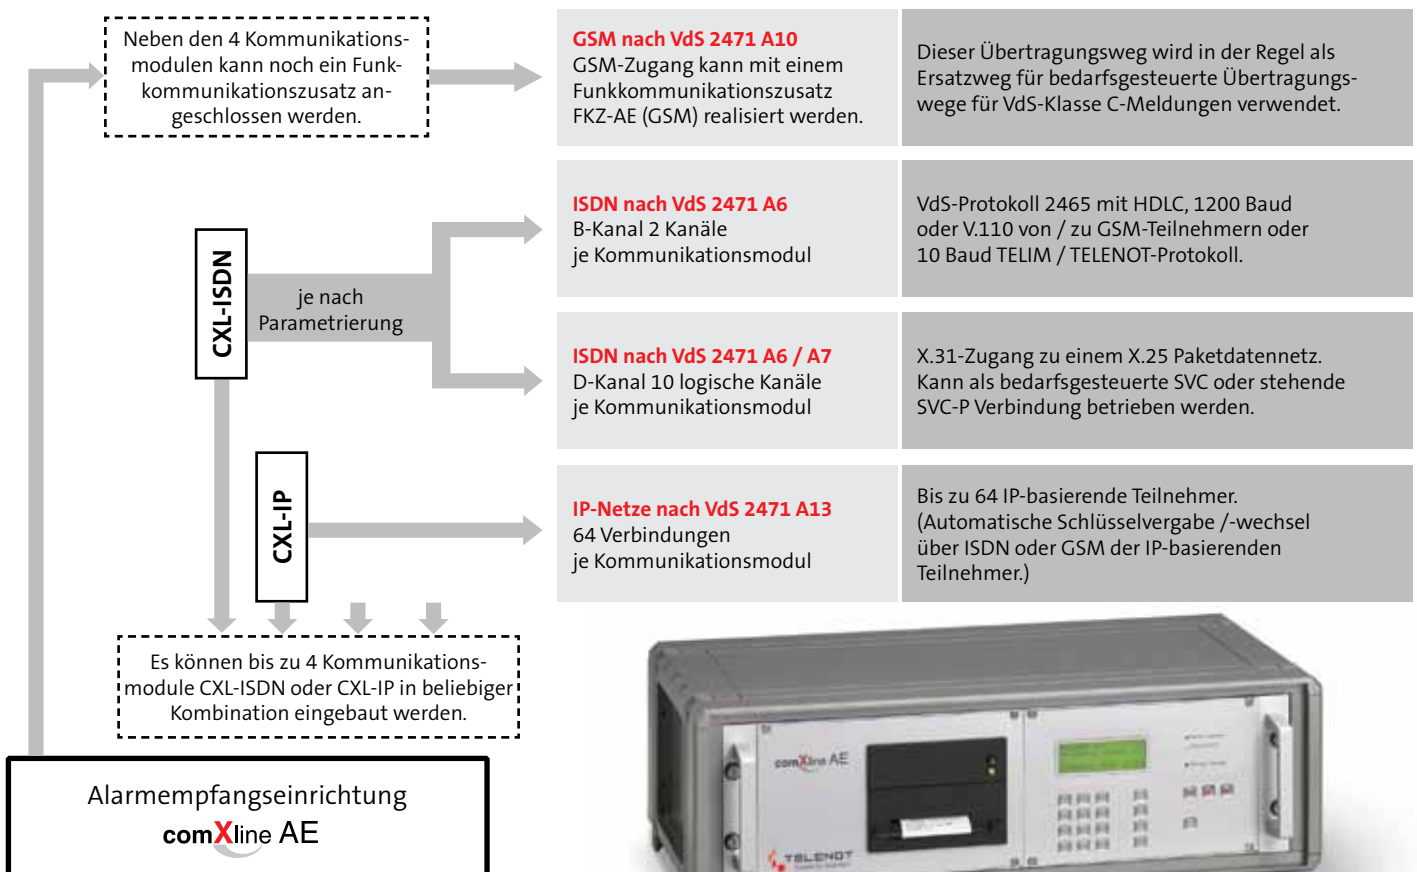 Neben den 4 Kommunikations-
modulen kann noch ein Funk-
kommunikationszusatz an-
geschlossen werden.
GSM nach VdS 2471 A10
GSM-Zugang kann mit einem
Funkkommunikationszusatz
FKZ-AE (GSM) realisiert werden.
Dieser Übertragungsweg wird in der Regel als
Ersatzweg für bedarfsgesteuerte Übertragungs-
wege für VdS-Klasse C-Meldungen verwendet.
CXL-ISDN
je nach
Parametrierung
ISDN nach VdS 2471 A6
B-Kanal 2 Kanäle
je Kommunikationsmodul
VdS-Protokoll 2465 mit HDLC, 1200 Baud
oder V.110 von / zu GSM-Teilnehmern oder
10 Baud TELIM / TELENOT-Protokoll.
ISDN nach VdS 2471 A6 / A7
D-Kanal 10 logische Kanäle
je Kommunikationsmodul
X.31-Zugang zu einem X.25 Paketdatennetz.
Kann als bedarfsgesteuerte SVC oder stehende
SVC-P Verbindung betrieben werden.
CXL-IP
IP-Netze nach VdS 2471 A13
64 Verbindungen
je Kommunikationsmodul
Bis zu 64 IP-basierende Teilnehmer.
(Automatische Schlüsselvergabe /-wechsel
über ISDN oder GSM der IP-basierenden
Teilnehmer.)
Es können bis zu 4 Kommunikations-
module CXL-ISDN oder CXL-IP in beliebiger
Kombination eingebaut werden.
Alarmempfangseinrichtung
comXline AE
comXline AE
TELENOT